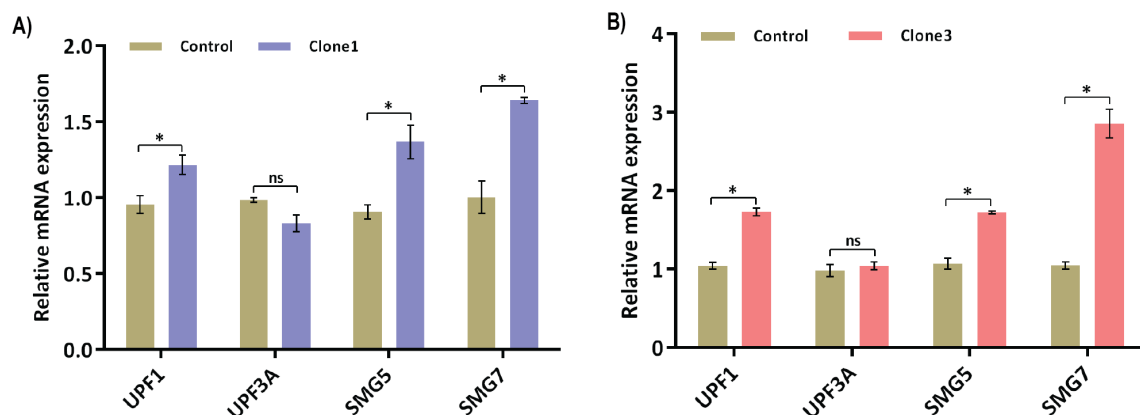 A)
Control Clone1
Relative mRNA expression
2.0
1.5
1.0
0.5
0.0
*
ns
*
*
UPF1 UPF3A SMG5 SMG7
B)
Control Clone3
Relative mRNA expression
4
3
2
1
0
*
ns
*
*
UPF1 UPF3A SMG5 SMG7